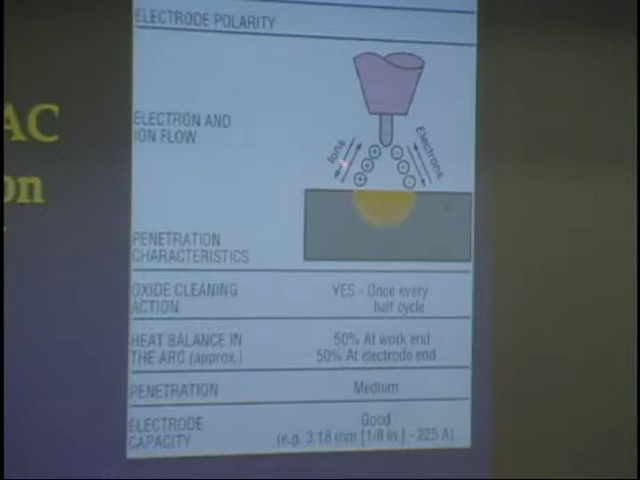 ELECTRODE POLARITY
AC
on
ELECTRON AND
ION FLOW
Ions
Electrons
PENETRATION
CHARACTERISTICS
OXIDE CLEANING
ACTION
YES - Once every
half cycle
HEAT BALANCE IN
THE ARC (approx.)
50% At work end
50% At electrode end
PENETRATION
Medium
ELECTRODE
CAPACITY
Good
(e.g. 3.18 mm [1/8 in.] - 225 A)